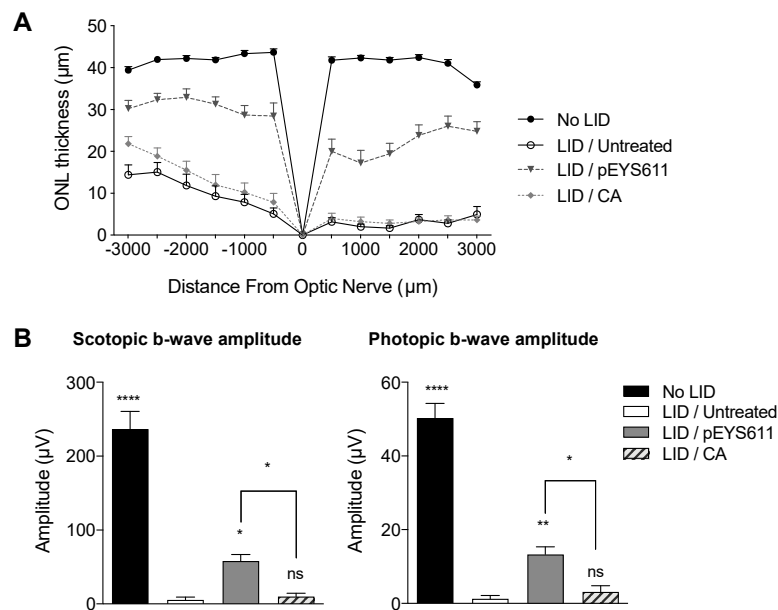 A
ONL thickness (µm)
50
40
30
20
10
0
-3000 -2000 -1000 0 1000 2000 3000
Distance From Optic Nerve (µm)
No LID
LID / Untreated
LID / pEYS611
LID / CA
B
Scotopic b-wave amplitude
Amplitude (µV)
300
200
100
0
****
*
*
ns
Photopic b-wave amplitude
Amplitude (µV)
60
40
20
0
****
**
*
ns
No LID
LID / Untreated
LID / pEYS611
LID / CA